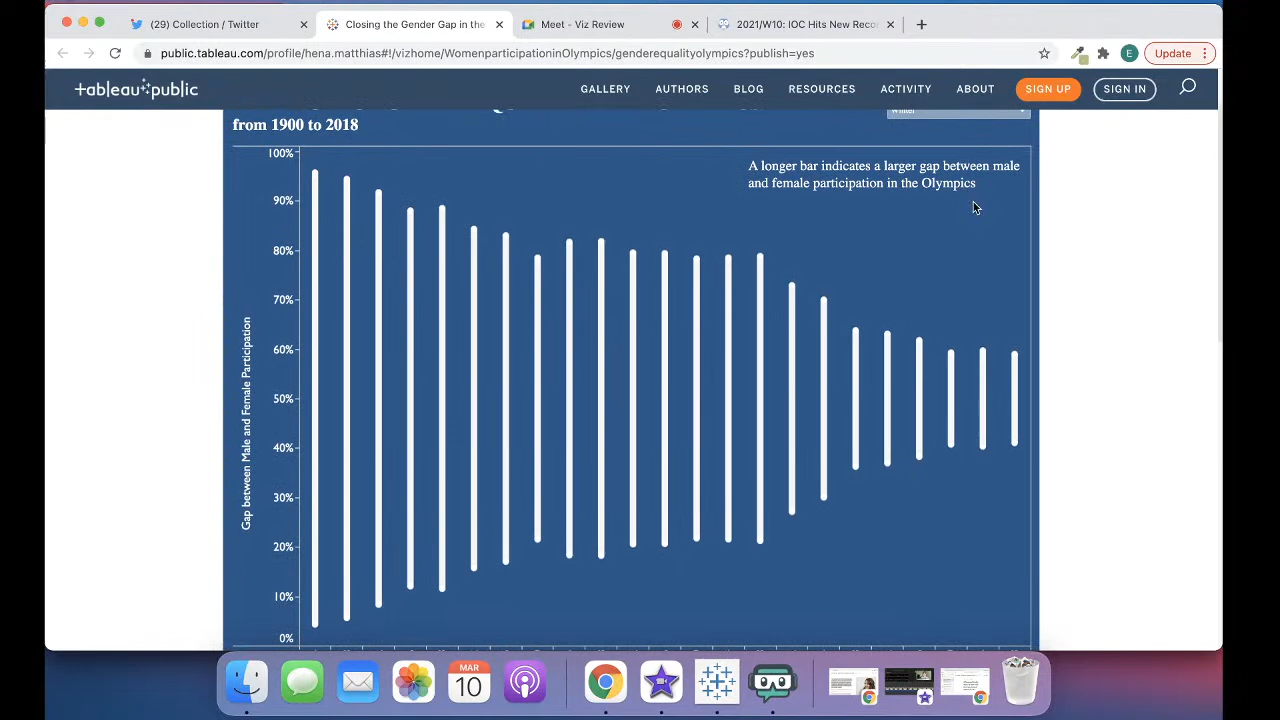 (29) Collection / Twitter
Closing the Gender Gap in the
Meet - Viz Review
2021/W10: IOC Hits New Recor
public.tableau.com/profile/hena.matthias#!/vizhome/WomenparticipationinOlympics/genderequalityolympics?publish=yes
E
Update
+ableau public
GALLERY
AUTHORS
BLOG
RESOURCES
ACTIVITY
ABOUT
SIGN UP
SIGN IN
from 1900 to 2018
Winter
A longer bar indicates a larger gap between male
and female participation in the Olympics
Gap between Male and Female Participation
100%
90%
80%
70%
60%
50%
40%
30%
20%
10%
0%
MAR
10